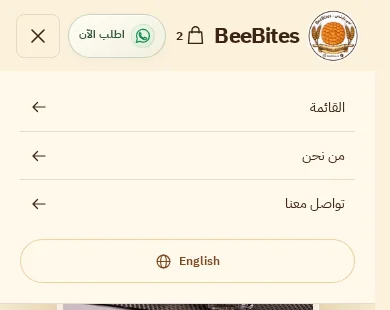 BeeBites
2
اطلب الآن
القائمة
من نحن
تواصل معنا
English